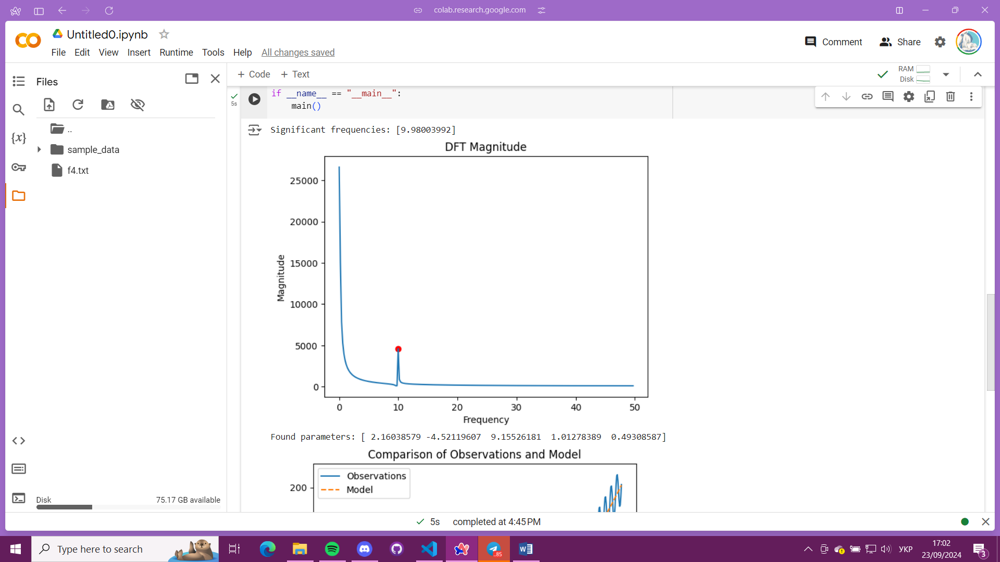 colab.research.google.com
Untitled0.ipynb
File Edit View Insert Runtime Tools Help All changes saved
Comment
Share
Files
+ Code + Text
RAM
Disk
..
sample_data
f4.txt
{x}
5s
if __name__ == "__main__":
main()
Significant frequencies: [9.98003992]
DFT Magnitude
25000
20000
15000
10000
5000
0
Magnitude
0 10 20 30 40 50
Frequency
Found parameters: [ 2.16038579 -4.52119607 9.15526181 1.01278389 0.49308587]
Comparison of Observations and Model
Observations
Model
200
Disk 75.17 GB available
5s completed at 4:45 PM
Type here to search
..85
УКР
17:02
23/09/2024
3